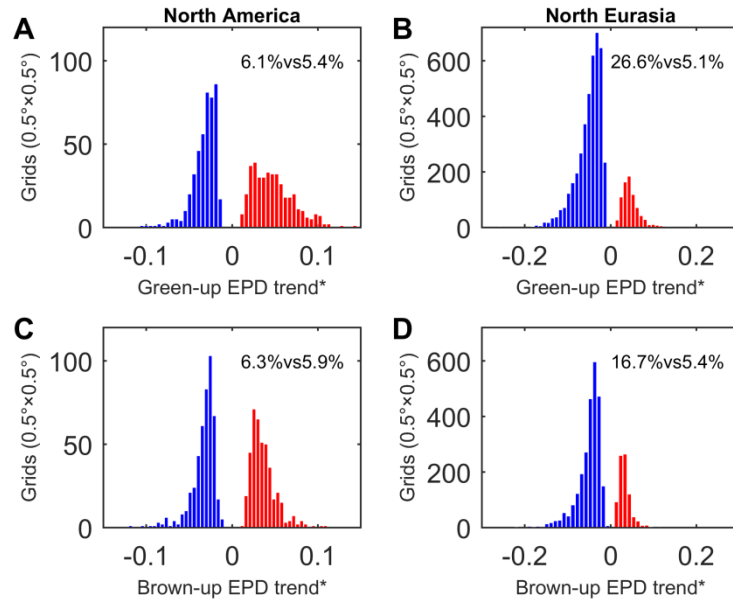 North America
North Eurasia
A
B
6.1%vs5.4%
26.6%vs5.1%
Grids (0.5°×0.5°)
100
50
0
-0.1
0
0.1
Green-up EPD trend*
Grids (0.5°×0.5°)
600
400
200
0
-0.2
0
0.2
Green-up EPD trend*
C
D
6.3%vs5.9%
16.7%vs5.4%
Grids (0.5°×0.5°)
100
50
0
-0.1
0
0.1
Brown-up EPD trend*
Grids (0.5°×0.5°)
600
400
200
0
-0.2
0
0.2
Brown-up EPD trend*